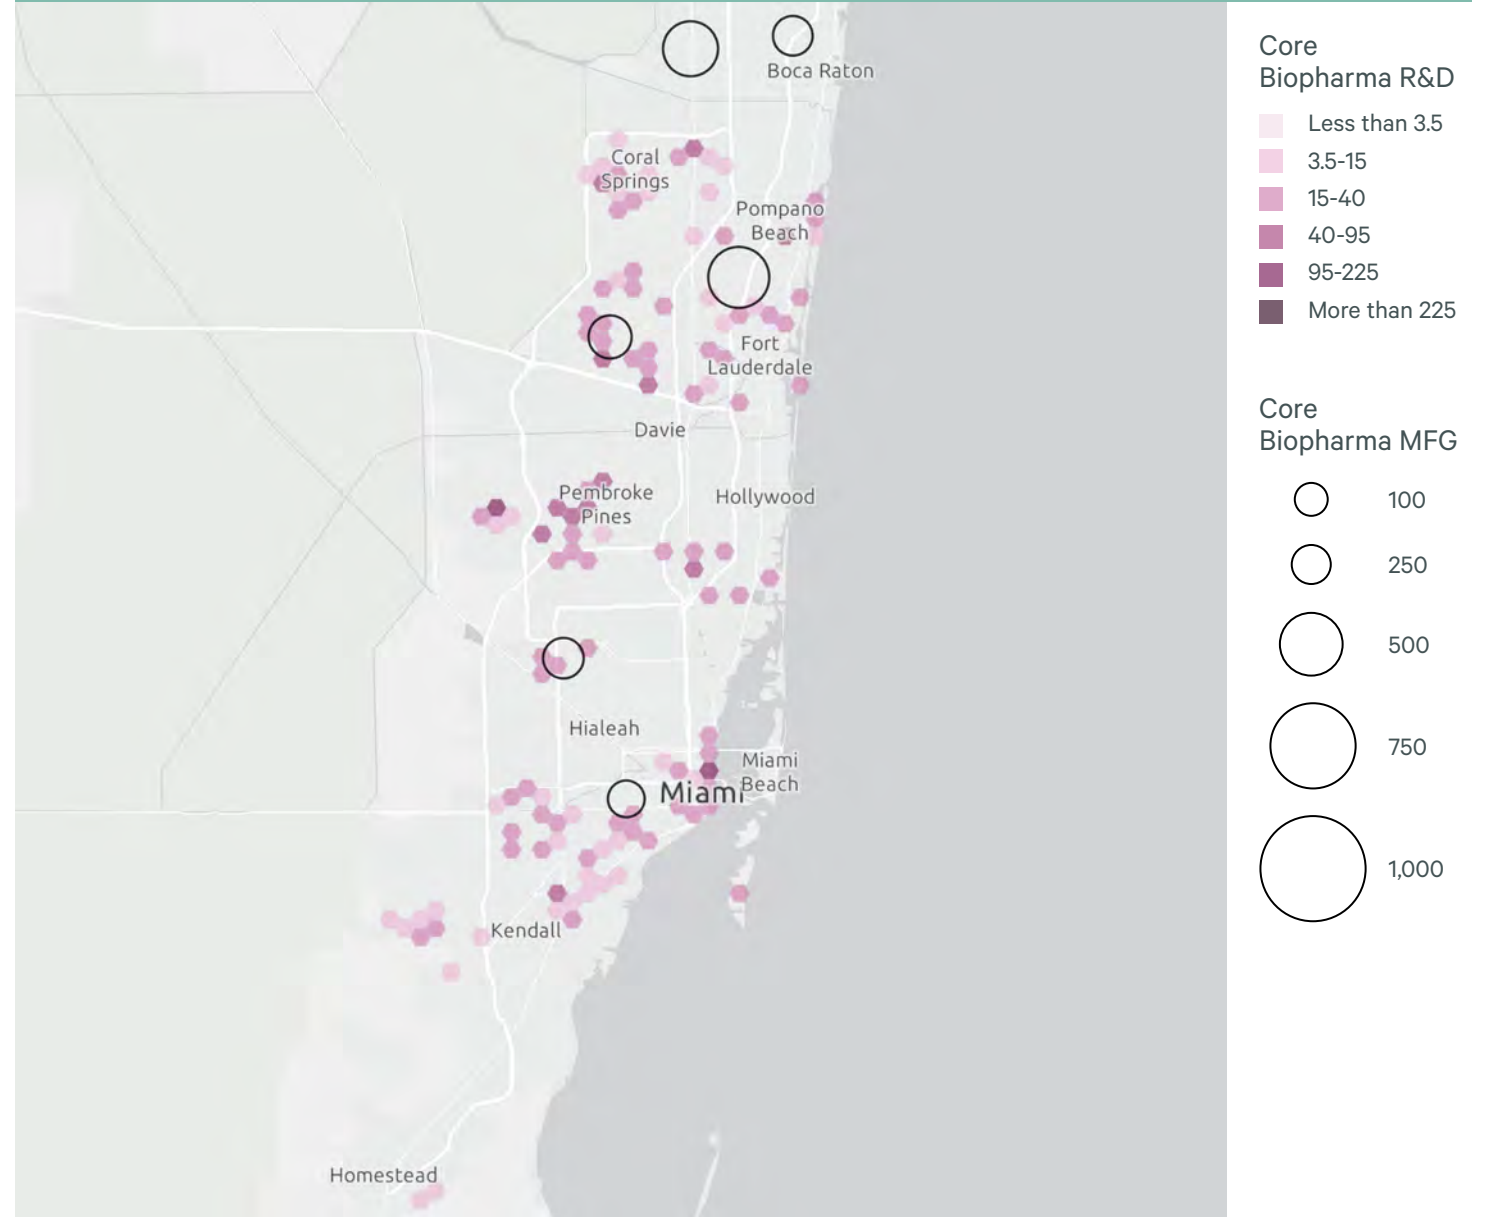 Boca Raton
Coral
Springs
Pompano
Beach
Fort
Lauderdale
Davie
Pembroke
Pines
Hollywood
Hialeah
Miami
Beach
Miami
Kendall
Homestead
Core
Biopharma R&D
Less than 3.5
3.5-15
15-40
40-95
95-225
More than 225
Core
Biopharma MFG
100
250
500
750
1,000